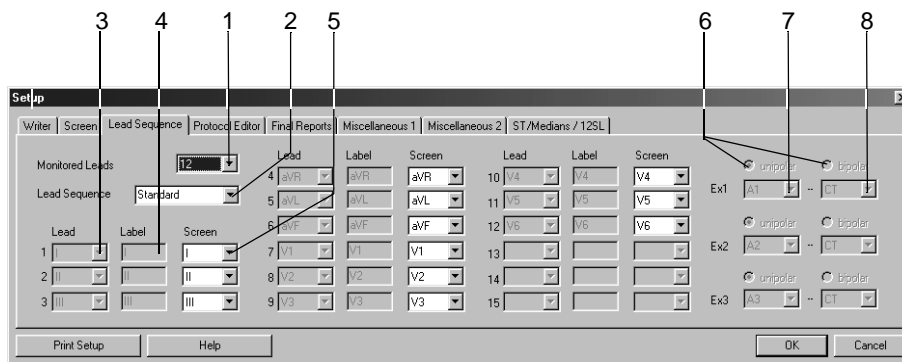 3 4 1 2 5 6 7 8
Setup
Writer Screen Lead Sequence Protocol Editor Final Reports Miscellaneous 1 Miscellaneous 2 ST/Medians / 12SL
Monitored Leads 12
Lead Sequence Standard
Lead Label Screen
1 I I I
2 II II II
3 III III III
Lead Label Screen
4 aVR aVR aVR
5 aVL aVL aVL
6 aVF aVF aVF
7 V1 V1 V1
8 V2 V2 V2
9 V3 V3 V3
Lead Label Screen
10 V4 V4 V4
11 V5 V5 V5
12 V6 V6 V6
13
14
15
unipolar bipolar
Ex1 A1 -- CT
unipolar bipolar
Ex2 A2 -- CT
unipolar bipolar
Ex3 A3 -- CT
Print Setup Help OK Cancel